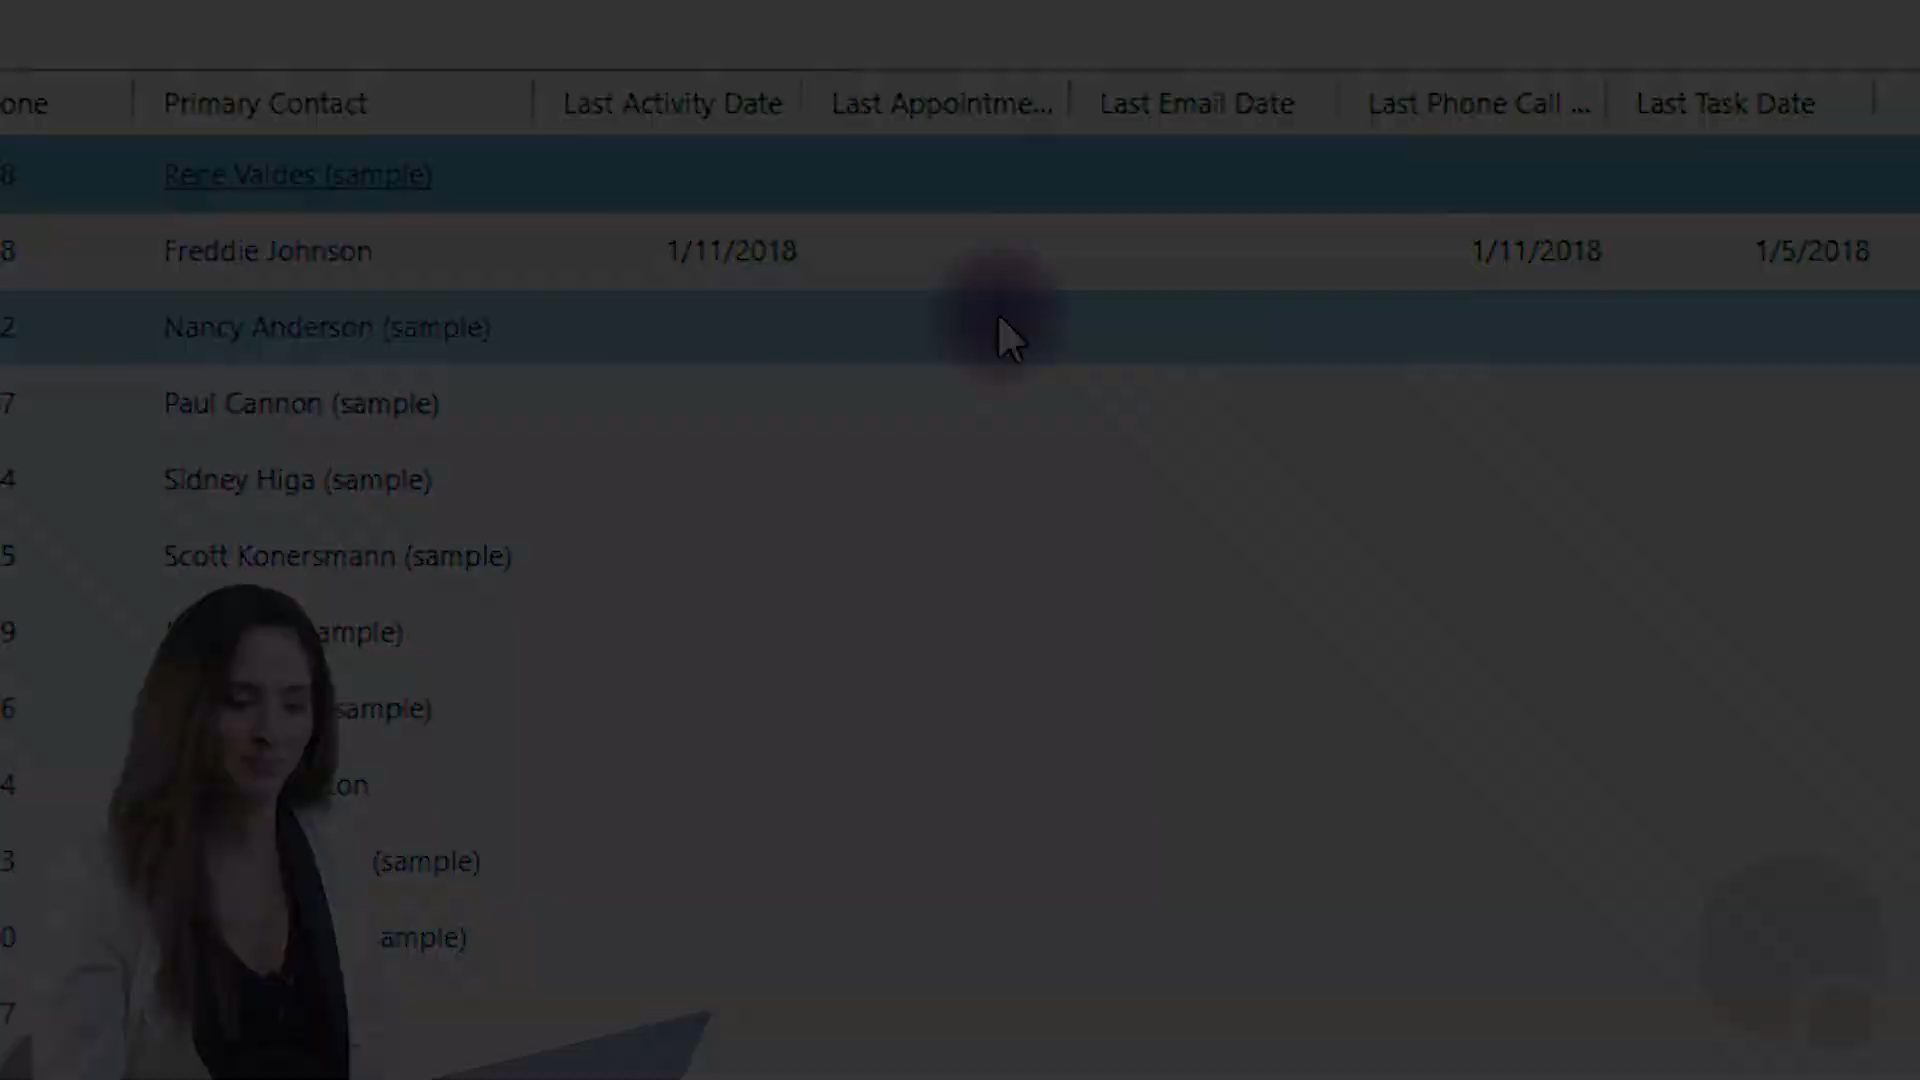 one Primary Contact Last Activity Date Last Appointme... Last Email Date Last Phone Call ... Last Task Date
8 Rene Valdes (sample)
8 Freddie Johnson 1/11/2018 1/11/2018 1/5/2018
2 Nancy Anderson (sample)
7 Paul Cannon (sample)
4 Sidney Higa (sample)
5 Scott Konersmann (sample)
9 ample)
6 sample)
4 ton
3 (sample)
0 ample)
7